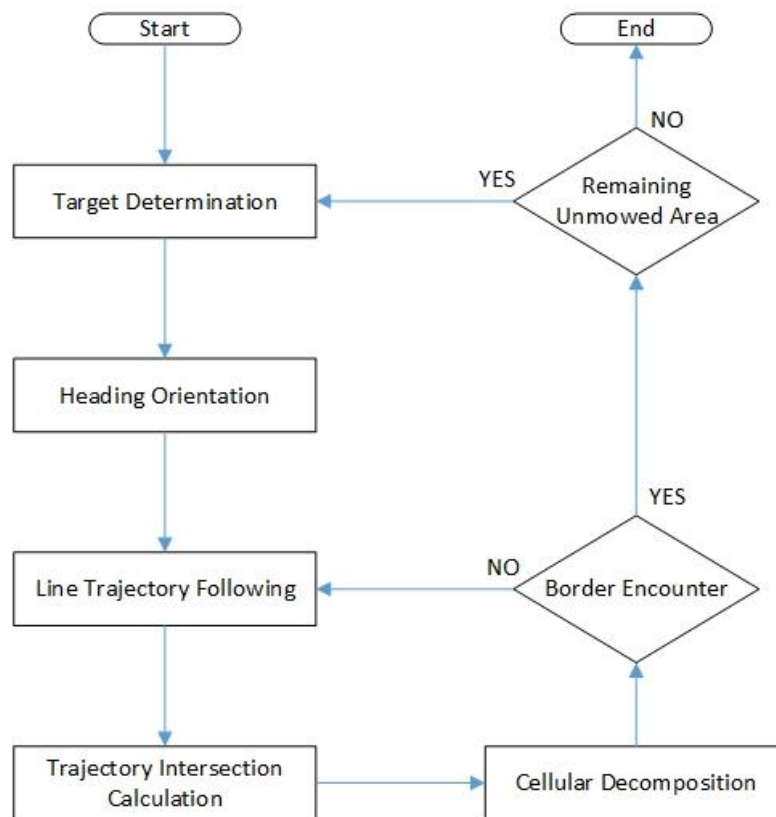 Start
End
NO
YES
Remaining
Unmowed Area
Target Determination
Heading Orientation
YES
NO
Line Trajectory Following
Border Encounter
Trajectory Intersection
Calculation
Cellular Decomposition